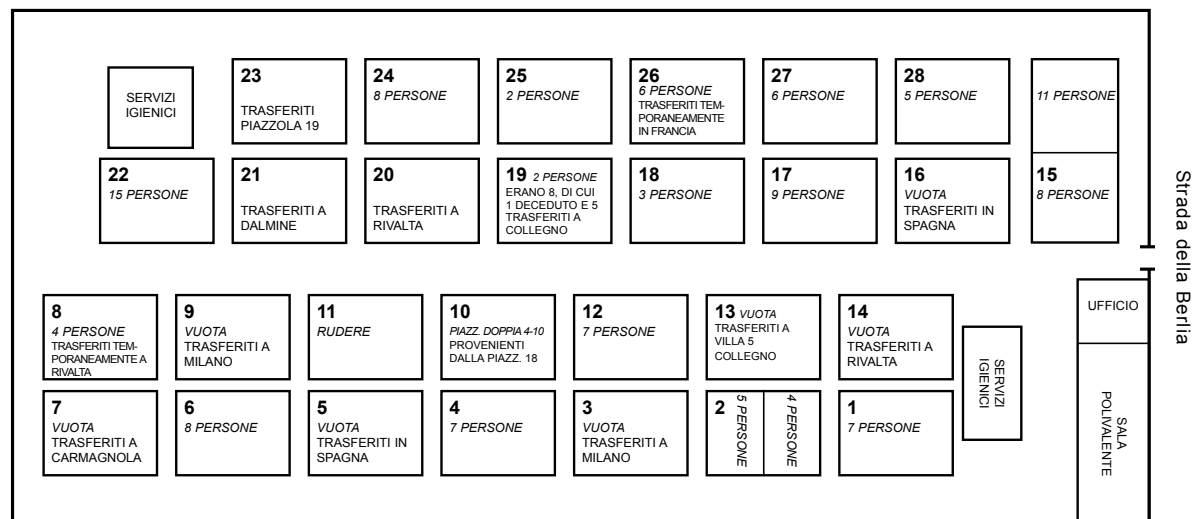 SERVIZI
IGIENICI
23
TRASFERITI
PIAZZOLA 19
24
8 PERSONE
25
2 PERSONE
26
6 PERSONE
TRASFERITI TEM-
PORANEAMENTE
IN FRANCIA
27
6 PERSONE
28
5 PERSONE
11 PERSONE
22
15 PERSONE
21
TRASFERITI A
DALMINE
20
TRASFERITI A
RIVALTA
19 2 PERSONE
ERANO 8, DI CUI
1 DECEDUTO E 5
TRASFERITI A
COLLEGNO
18
3 PERSONE
17
9 PERSONE
16
VUOTA
TRASFERITI IN
SPAGNA
15
8 PERSONE
Strada della Berlia
8
4 PERSONE
TRASFERITI TEM-
PORANEAMENTE A
RIVALTA
9
VUOTA
TRASFERITI A
MILANO
11
RUDERE
10
PIAZZ. DOPPIA 4-10
PROVENIENTI
DALLA PIAZZ. 18
12
7 PERSONE
13 VUOTA
TRASFERITI A
VILLA 5
COLLEGNO
14
VUOTA
TRASFERITI A
RIVALTA
SERVIZI
IGIENICI
UFFICIO
7
VUOTA
TRASFERITI A
CARMAGNOLA
6
8 PERSONE
5
VUOTA
TRASFERITI IN
SPAGNA
4
7 PERSONE
3
VUOTA
TRASFERITI A
MILANO
2
5 PERSONE
4 PERSONE
1
7 PERSONE
SALA
POLIVALENTE